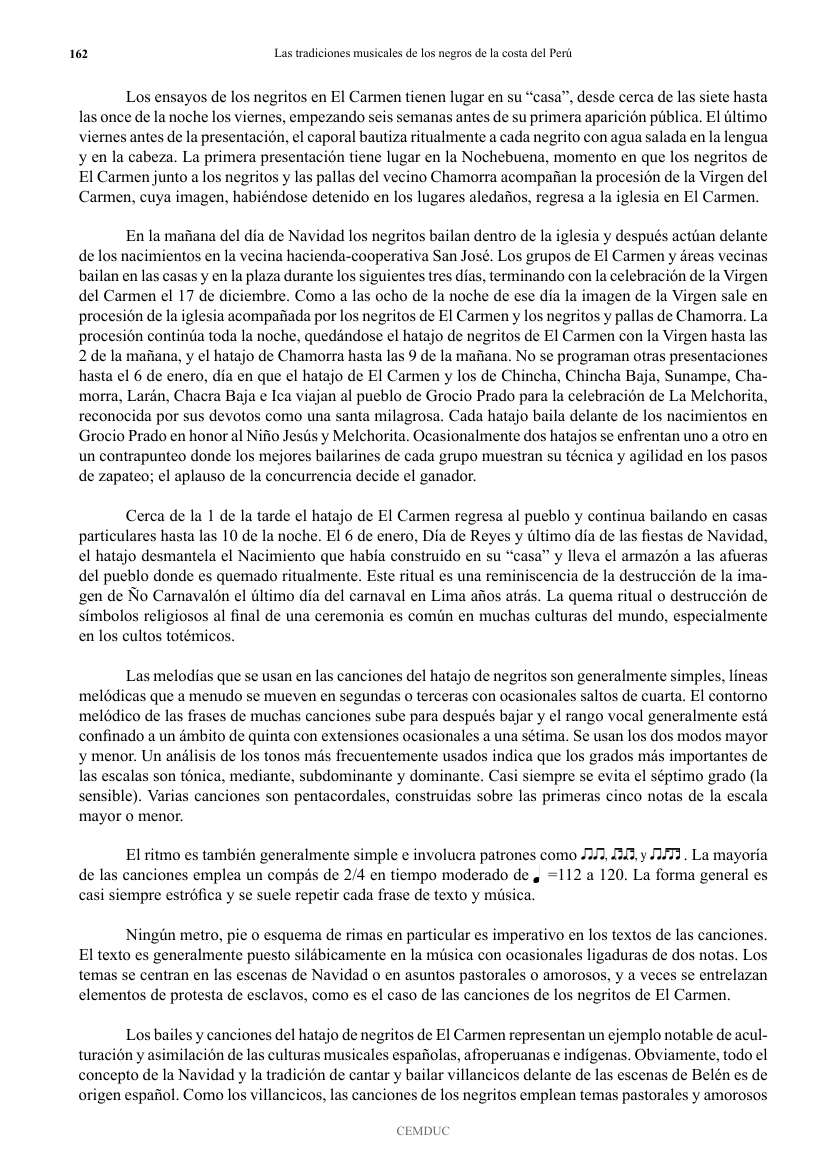 162
Las tradiciones musicales de los negros de la costa del Perú
Los ensayos de los negritos en El Carmen tienen lugar en su “casa”, desde cerca de las siete hasta
las once de la noche los viernes, empezando seis semanas antes de su primera aparición pública. El último
viernes antes de la presentación, el caporal bautiza ritualmente a cada negrito con agua salada en la lengua
y en la cabeza. La primera presentación tiene lugar en la Nochebuena, momento en que los negritos de
El Carmen junto a los negritos y las pallas del vecino Chamorra acompañan la procesión de la Virgen del
Carmen, cuya imagen, habiéndose detenido en los lugares aledaños, regresa a la iglesia en El Carmen.
En la mañana del día de Navidad los negritos bailan dentro de la iglesia y después actúan delante
de los nacimientos en la vecina hacienda-cooperativa San José. Los grupos de El Carmen y áreas vecinas
bailan en las casas y en la plaza durante los siguientes tres días, terminando con la celebración de la Virgen
del Carmen el 17 de diciembre. Como a las ocho de la noche de ese día la imagen de la Virgen sale en
procesión de la iglesia acompañada por los negritos de El Carmen y los negritos y pallas de Chamorra. La
procesión continúa toda la noche, quedándose el hatajo de negritos de El Carmen con la Virgen hasta las
2 de la mañana, y el hatajo de Chamorra hasta las 9 de la mañana. No se programan otras presentaciones
hasta el 6 de enero, día en que el hatajo de El Carmen y los de Chincha, Chincha Baja, Sunampe, Cha-
morra, Larán, Chacra Baja e Ica viajan al pueblo de Grocio Prado para la celebración de La Melchorita,
reconocida por sus devotos como una santa milagrosa. Cada hatajo baila delante de los nacimientos en
Grocio Prado en honor al Niño Jesús y Melchorita. Ocasionalmente dos hatajos se enfrentan uno a otro en
un contrapunteo donde los mejores bailarines de cada grupo muestran su técnica y agilidad en los pasos
de zapateo; el aplauso de la concurrencia decide el ganador.
Cerca de la 1 de la tarde el hatajo de El Carmen regresa al pueblo y continua bailando en casas
particulares hasta las 10 de la noche. El 6 de enero, Día de Reyes y último día de las fiestas de Navidad,
el hatajo desmantela el Nacimiento que había construido en su “casa” y lleva el armazón a las afueras
del pueblo donde es quemado ritualmente. Este ritual es una reminiscencia de la destrucción de la ima-
gen de Ño Carnavalón el último día del carnaval en Lima años atrás. La quema ritual o destrucción de
símbolos religiosos al final de una ceremonia es común en muchas culturas del mundo, especialmente
en los cultos totémicos.
Las melodías que se usan en las canciones del hatajo de negritos son generalmente simples, líneas
melódicas que a menudo se mueven en segundas o terceras con ocasionales saltos de cuarta. El contorno
melódico de las frases de muchas canciones sube para después bajar y el rango vocal generalmente está
confinado a un ámbito de quinta con extensiones ocasionales a una sétima. Se usan los dos modos mayor
y menor. Un análisis de los tonos más frecuentemente usados indica que los grados más importantes de
las escalas son tónica, mediante, subdominante y dominante. Casi siempre se evita el séptimo grado (la
sensible). Varias canciones son pentacordales, construidas sobre las primeras cinco notas de la escala
mayor o menor.
El ritmo es también generalmente simple e involucra patrones como , , y . La mayoría
de las canciones emplea un compás de 2/4 en tiempo moderado de =112 a 120. La forma general es
casi siempre estrófica y se suele repetir cada frase de texto y música.
Ningún metro, pie o esquema de rimas en particular es imperativo en los textos de las canciones.
El texto es generalmente puesto silábicamente en la música con ocasionales ligaduras de dos notas. Los
temas se centran en las escenas de Navidad o en asuntos pastorales o amorosos, y a veces se entrelazan
elementos de protesta de esclavos, como es el caso de las canciones de los negritos de El Carmen.
Los bailes y canciones del hatajo de negritos de El Carmen representan un ejemplo notable de acul-
turación y asimilación de las culturas musicales españolas, afroperuanas e indígenas. Obviamente, todo el
concepto de la Navidad y la tradición de cantar y bailar villancicos delante de las escenas de Belén es de
origen español. Como los villancicos, las canciones de los negritos emplean temas pastorales y amorosos
CEMDUC